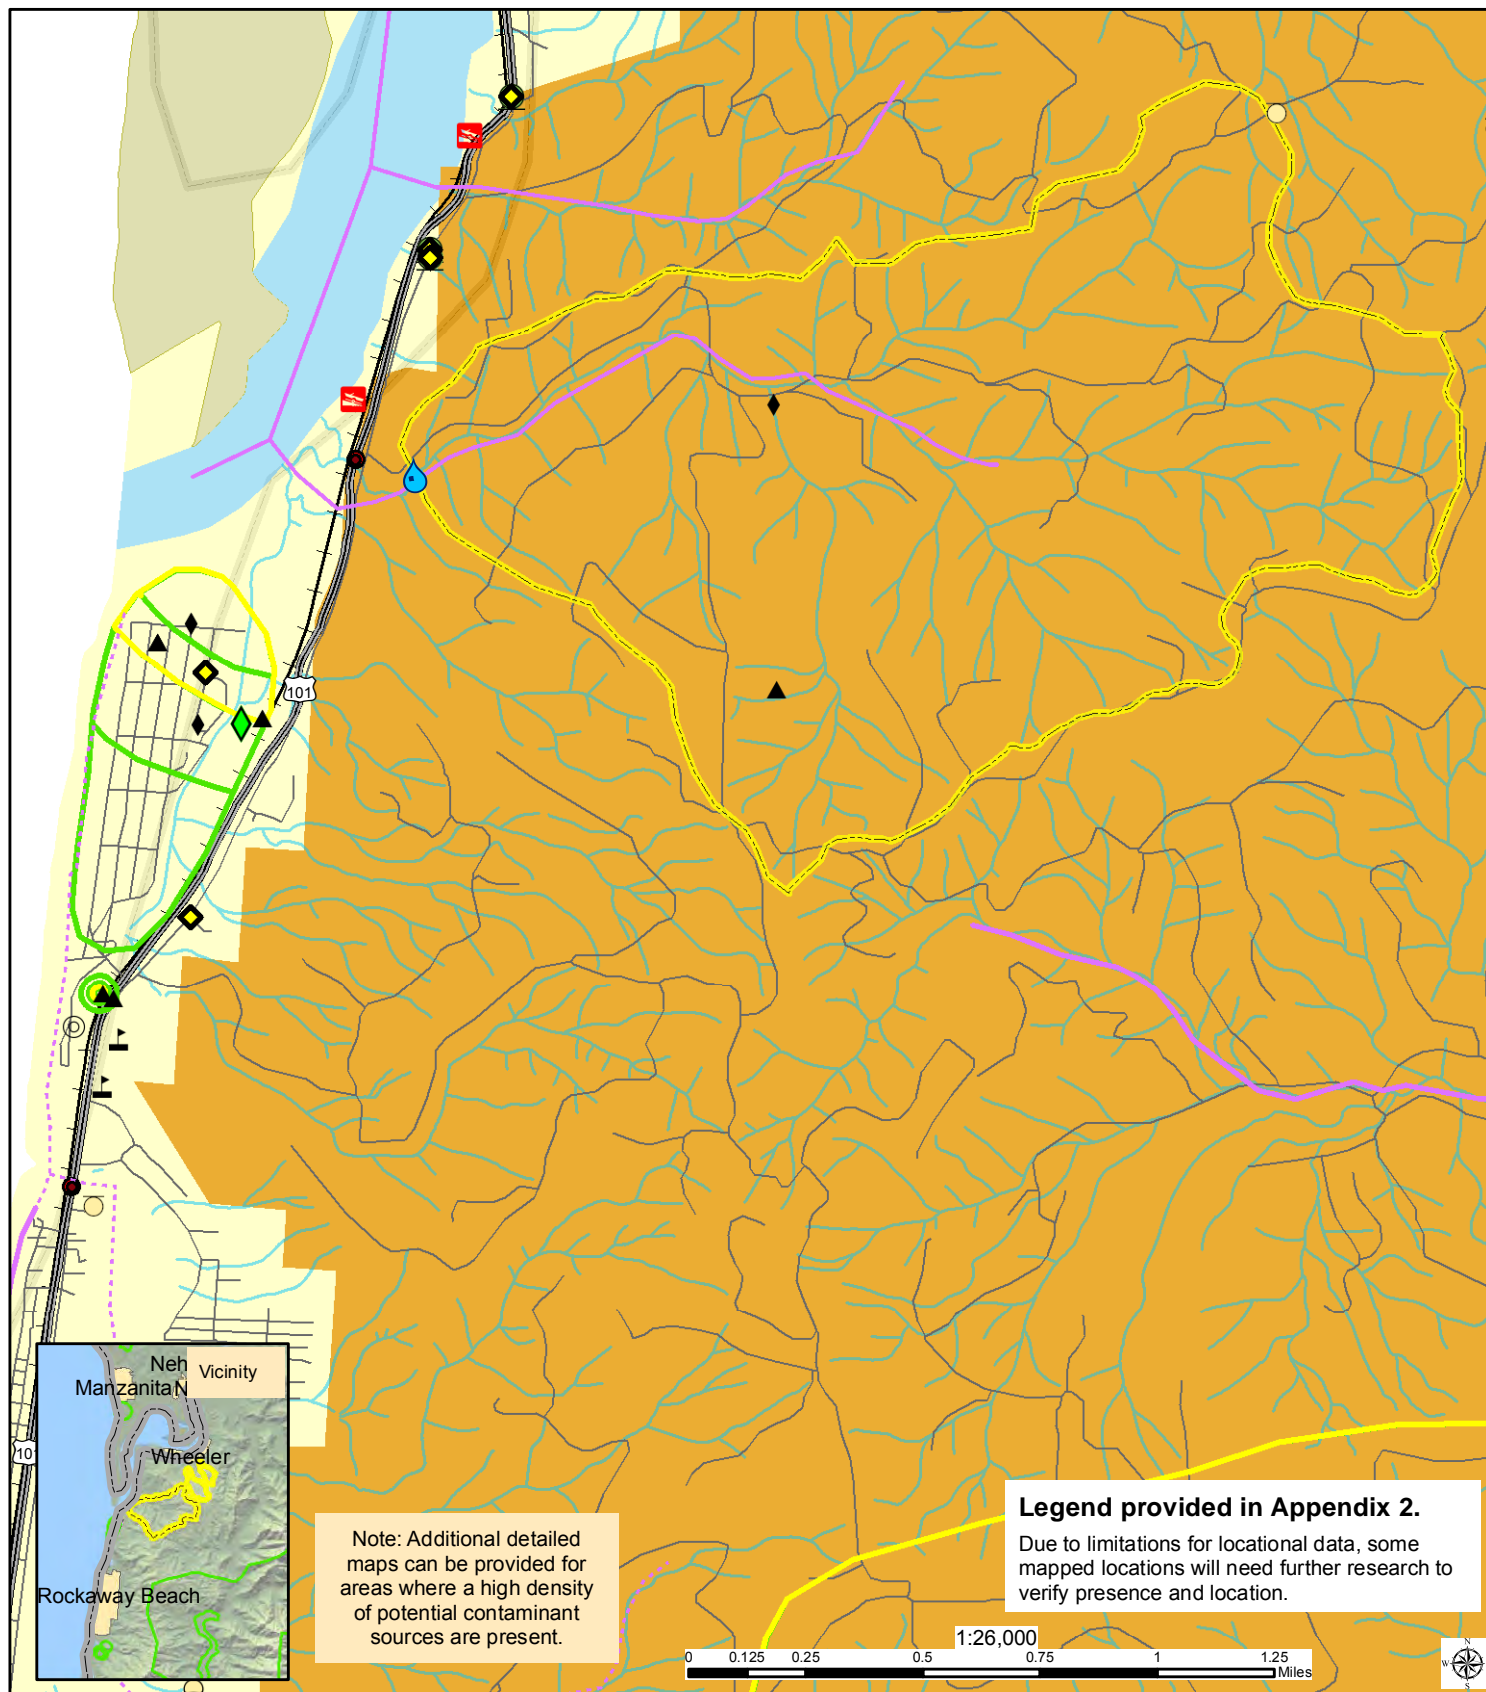 101
Neh
Vicinity
Manzanita N
Wheeler
Rockaway Beach
10
Note: Additional detailed
maps can be provided for
areas where a high density
of potential contaminant
sources are present.
Legend provided in Appendix 2.
Due to limitations for locational data, some
mapped locations will need further research to
verify presence and location.
1:26,000
0 0.125 0.25 0.5 0.75 1 1.25
Miles
N
W E
S